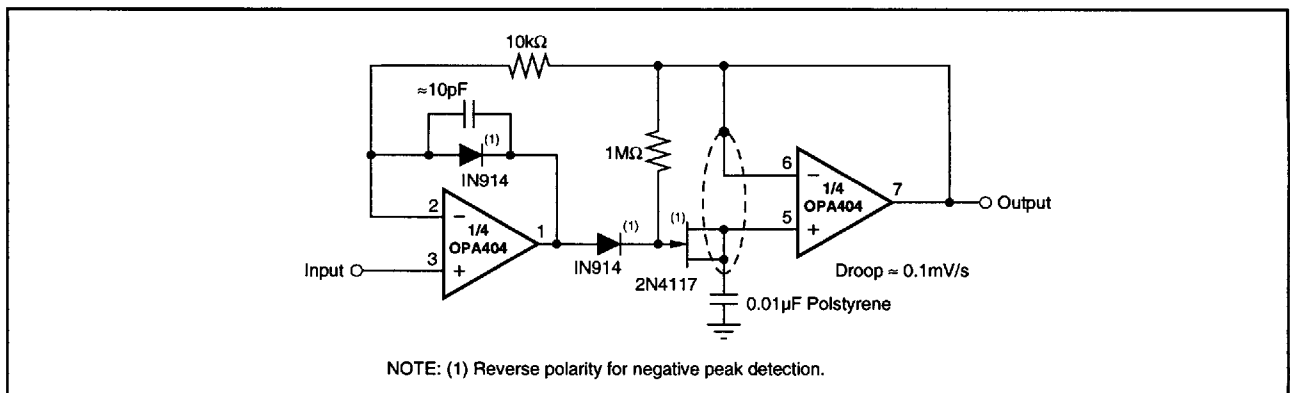 10kΩ
≈10pF
(1)
IN914
1MΩ
2
–
1/4
OPA404
1
3
+
Input
(1)
IN914
(1)
2N4117
6
–
1/4
OPA404
7
5
+
Output
Droop ≈ 0.1mV/s
0.01µF Polstyrene
NOTE: (1) Reverse polarity for negative peak detection.